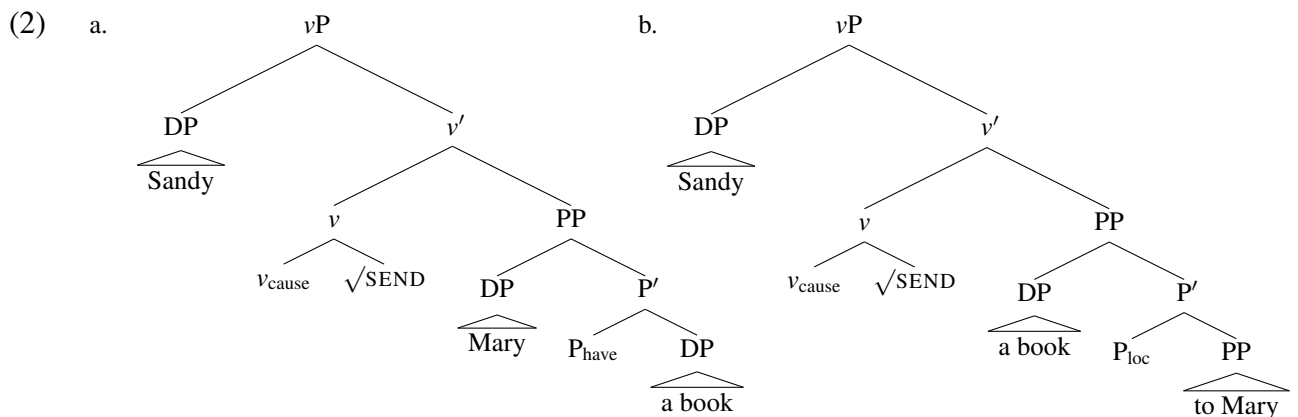 (2) a. vP b. vP
DP v′ DP v′
Sandy Sandy
v PP v PP
v_cause √SEND DP P′ v_cause √SEND DP P′
Mary P_have DP a book P_loc PP
a book to Mary